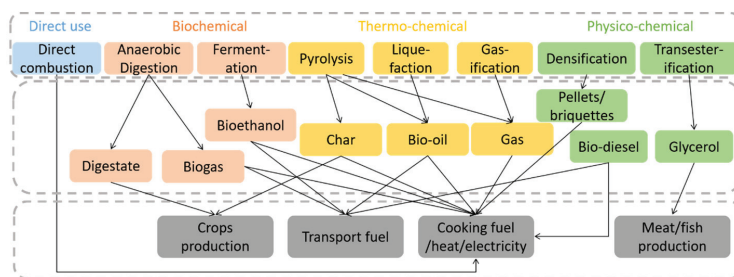 Direct use
Biochemical
Thermo-chemical
Physico-chemical
Direct
combustion
Anaerobic
Digestion
Ferment-
ation
Pyrolysis
Lique-
faction
Gas-
ification
Densification
Transester-
ification
Pellets/
briquettes
Bioethanol
Char
Bio-oil
Gas
Bio-diesel
Glycerol
Digestate
Biogas
Crops
production
Transport fuel
Cooking fuel
/heat/electricity
Meat/fish
production